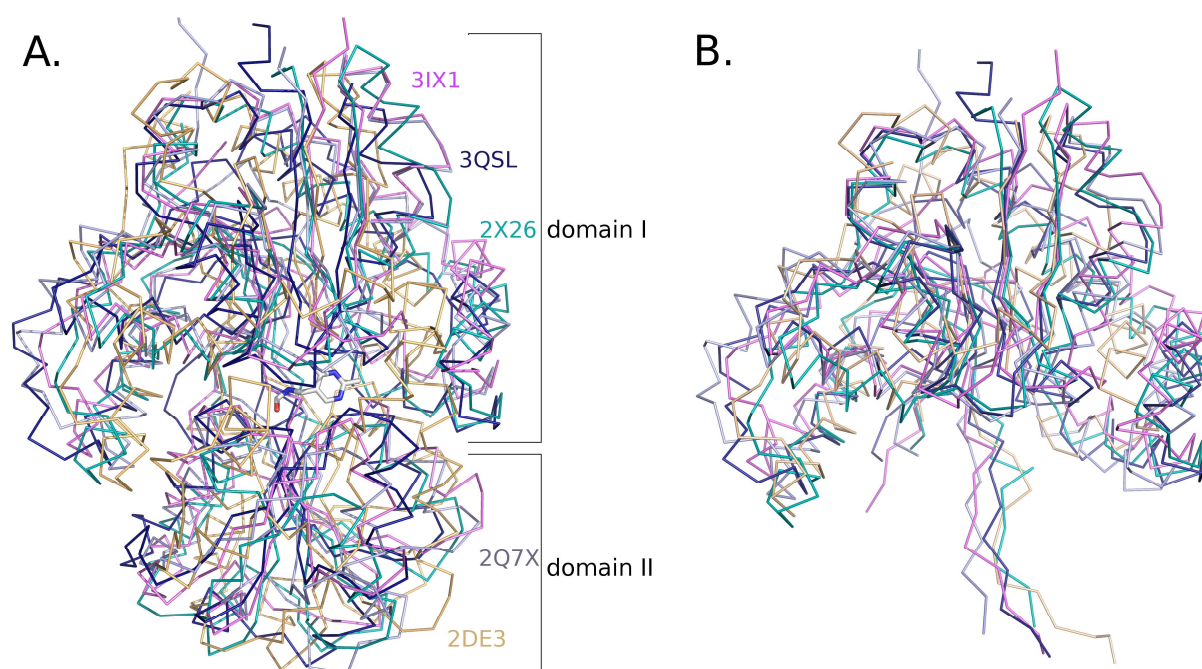 A.
B.
3IX1
3QSL
2X26 domain I
2Q7X domain II
2DE3